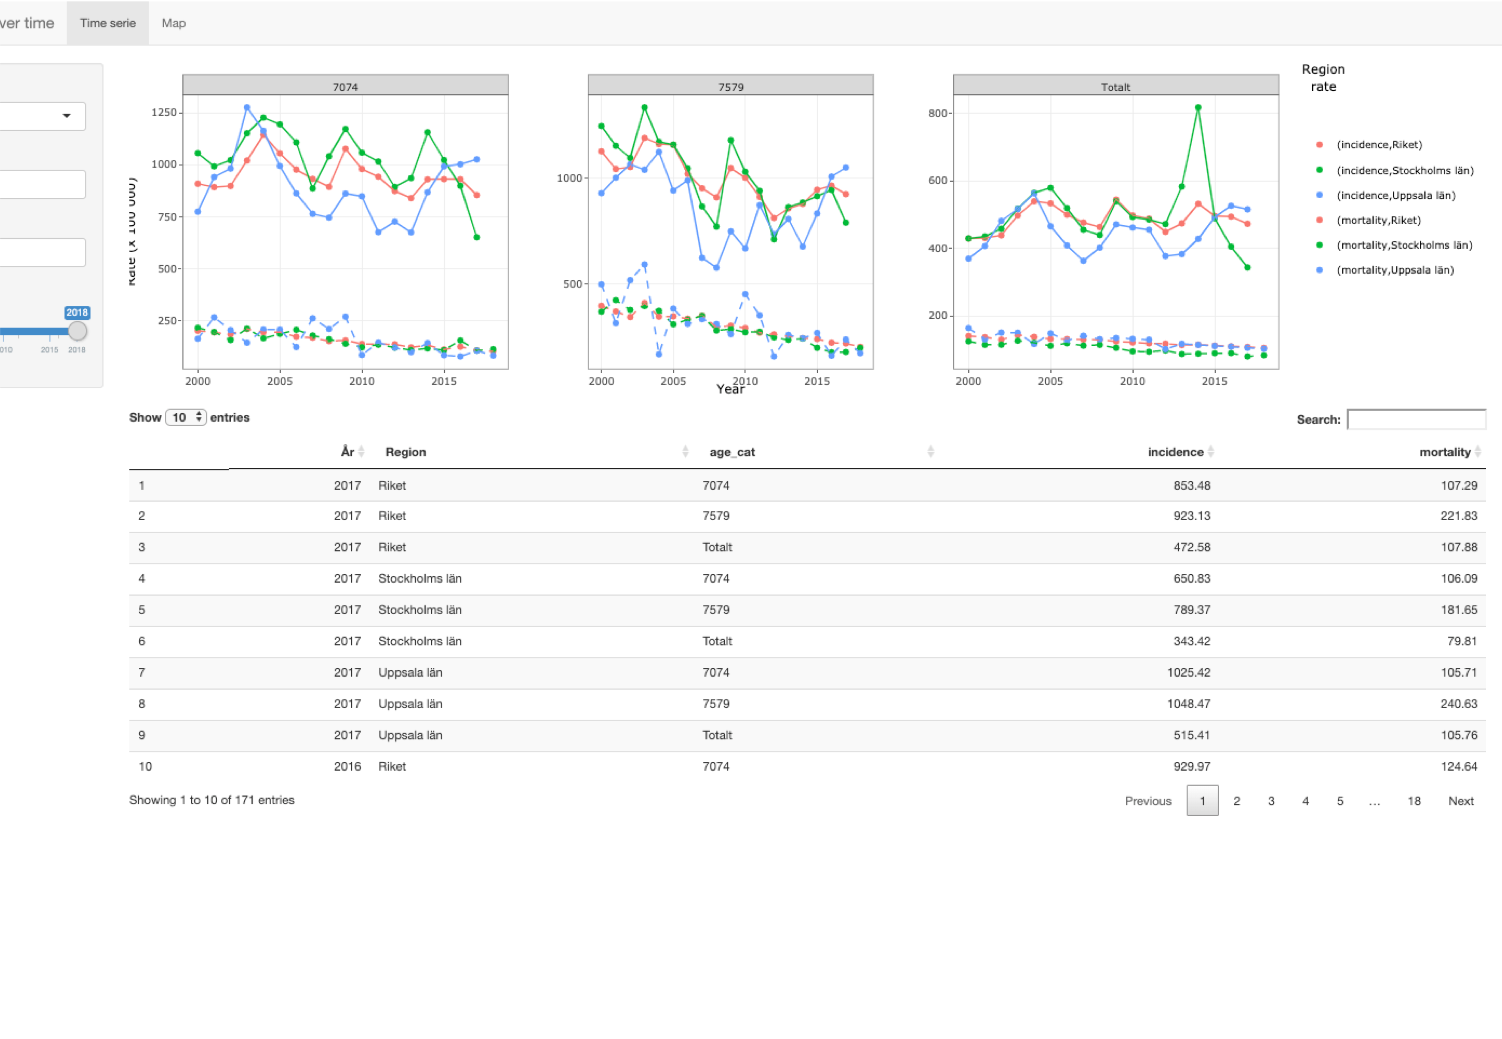 ver time Time serie Map
7074 7579 Totalt
Region
rate
1250
1000
750
500
250
1000
500
800
600
400
200
Rate (x 100 000)
(incidence,Riket)
(incidence,Stockholms län)
(incidence,Uppsala län)
(mortality,Riket)
(mortality,Stockholms län)
(mortality,Uppsala län)
2018
010 2015 2018
2000 2005 2010 2015 2000 2005 2010 2015 2000 2005 2010 2015
Year
Show 10 entries Search:
År Region age_cat incidence mortality
1 2017 Riket 7074 853.48 107.29
2 2017 Riket 7579 923.13 221.83
3 2017 Riket Totalt 472.58 107.88
4 2017 Stockholms län 7074 650.83 106.09
5 2017 Stockholms län 7579 789.37 181.65
6 2017 Stockholms län Totalt 343.42 79.81
7 2017 Uppsala län 7074 1025.42 105.71
8 2017 Uppsala län 7579 1048.47 240.63
9 2017 Uppsala län Totalt 515.41 105.76
10 2016 Riket 7074 929.97 124.64
Showing 1 to 10 of 171 entries Previous 1 2 3 4 5 … 18 Next